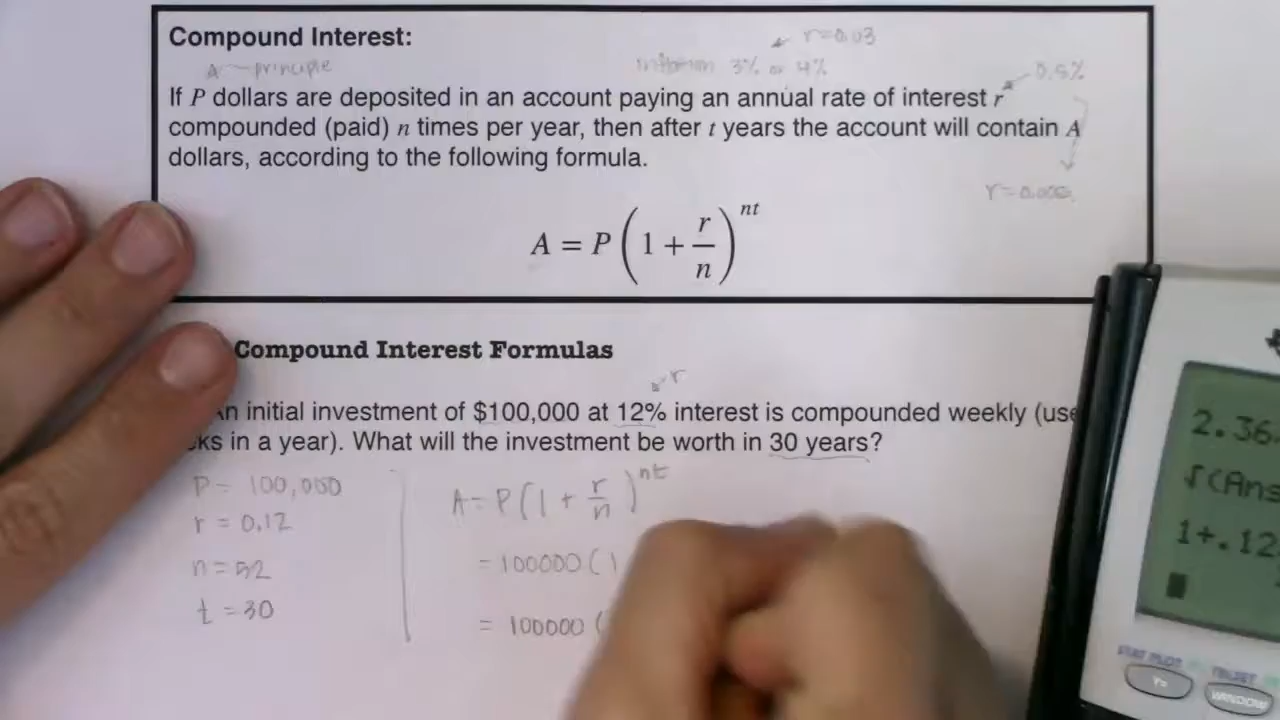 Compound Interest:
r=0.03
A - principle
3% or 4%
0.5%
If P dollars are deposited in an account paying an annual rate of interest r
compounded (paid) n times per year, then after t years the account will contain A
dollars, according to the following formula.
A = P(1 + r/n)^nt
Compound Interest Formulas
r
An initial investment of $100,000 at 12% interest is compounded weekly (use
in a year). What will the investment be worth in 30 years?
P = 100,000
r = 0.12
n = 52
t = 30
A = P(1 + r/n)^nt
= 100000 (1
= 100000 (
2.36
√(Ans
1+.12
STAT PLOT
Y=
WINDOW